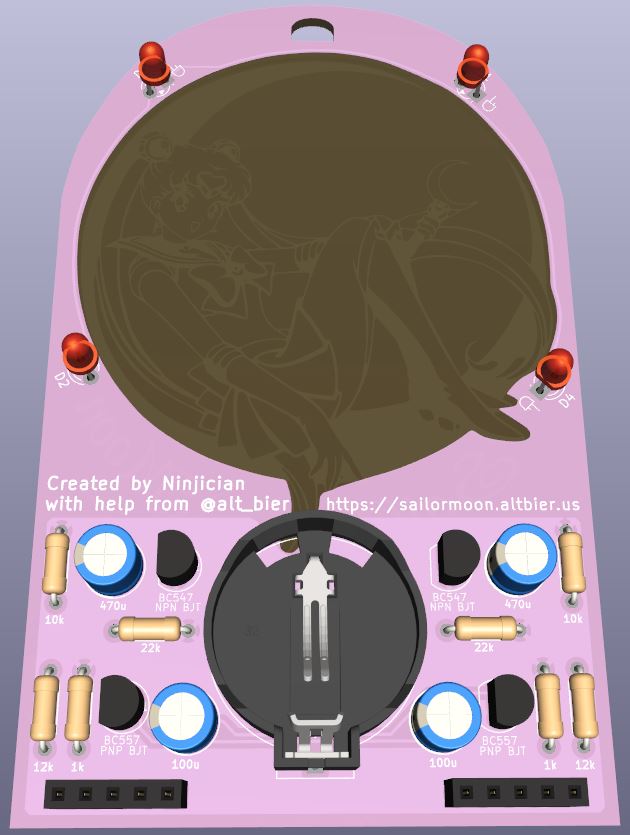 D2
D4
Created by Ninjician
with help from @alt_bier
https://sailormoon.altbier.us
BC547
NPN BJT
BC547
NPN BJT
10k
470u
470u
10k
22k
22k
BC557
PNP BJT
BC557
PNP BJT
12k
1k
100u
100u
1k
12k